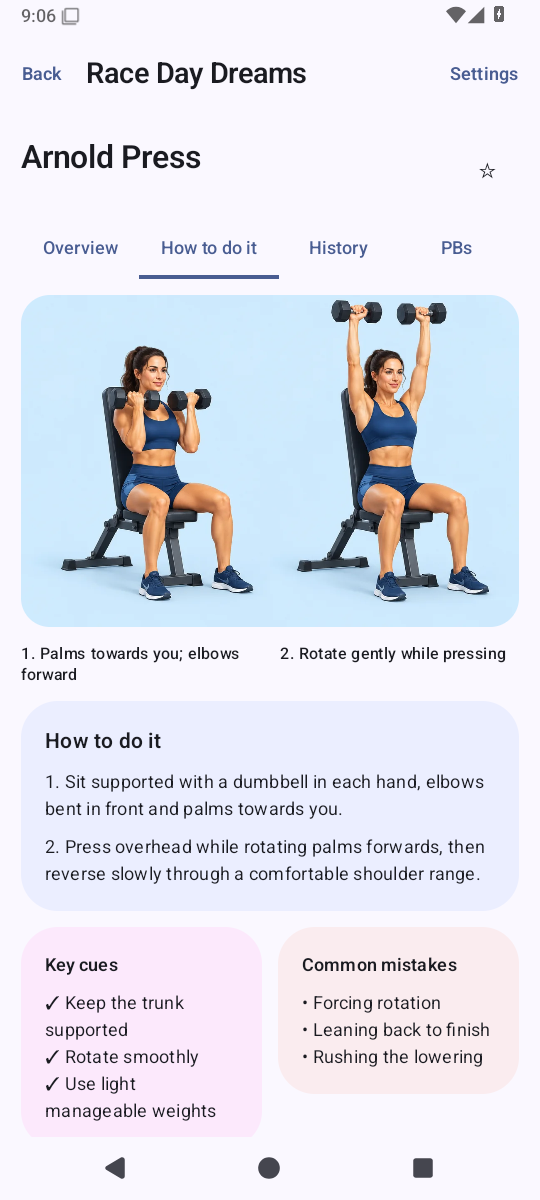 9:06
Back Race Day Dreams Settings
Arnold Press
☆
Overview How to do it History PBs
1. Palms towards you; elbows
forward
2. Rotate gently while pressing
How to do it
1. Sit supported with a dumbbell in each hand, elbows
bent in front and palms towards you.
2. Press overhead while rotating palms forwards, then
reverse slowly through a comfortable shoulder range.
Key cues
✓ Keep the trunk
supported
✓ Rotate smoothly
✓ Use light
manageable weights
Common mistakes
• Forcing rotation
• Leaning back to finish
• Rushing the lowering